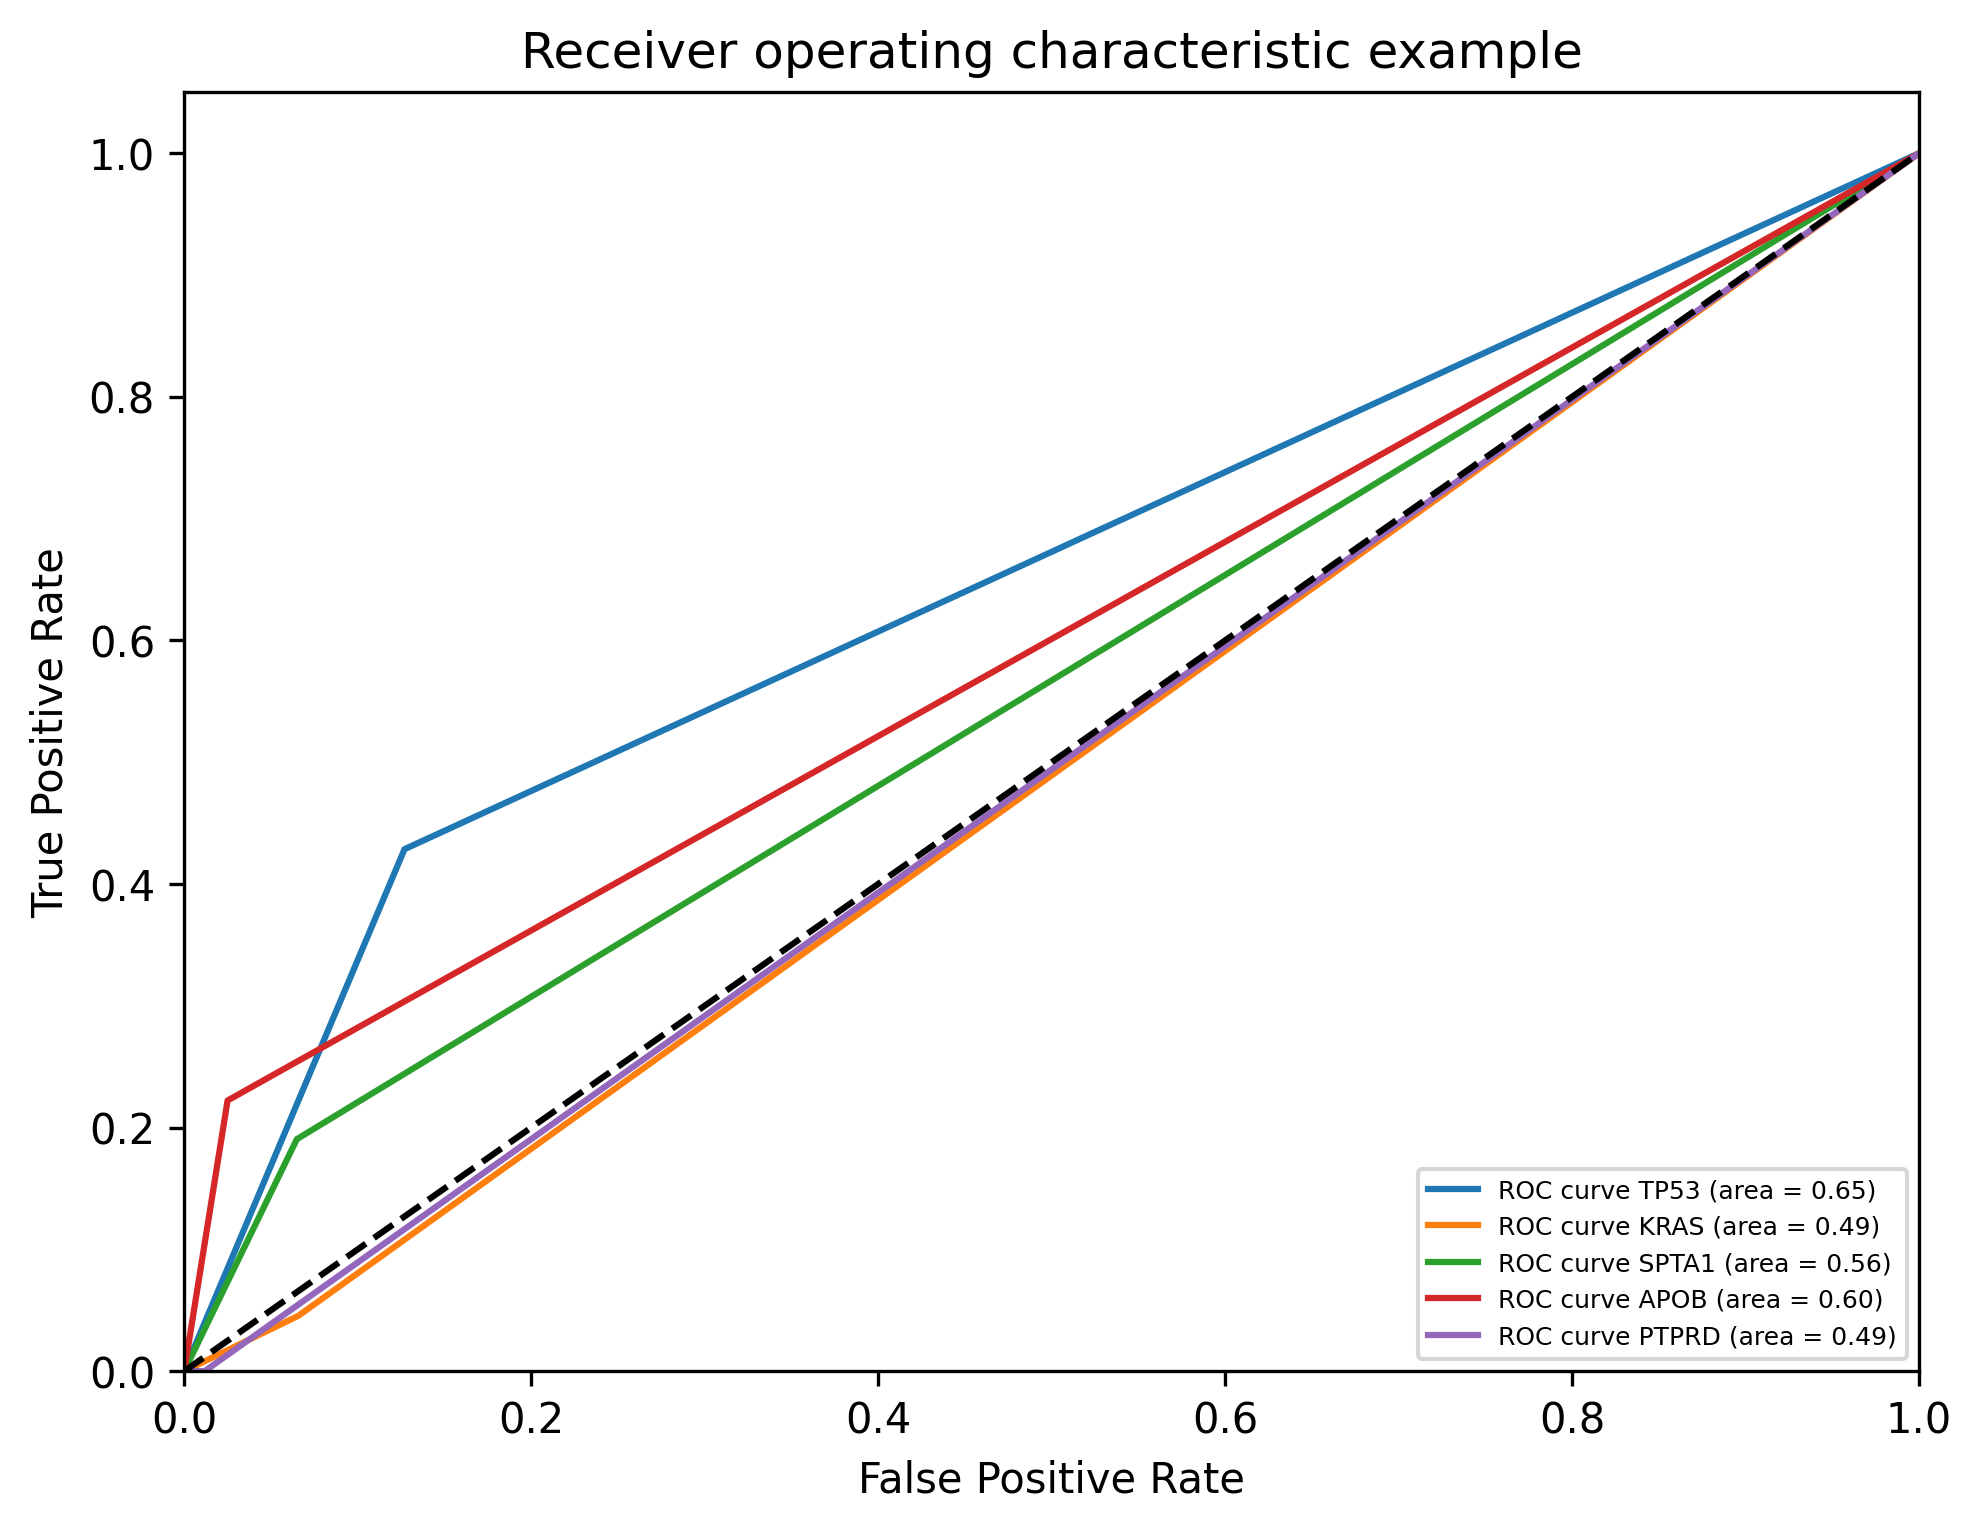 Receiver operating characteristic example
True Positive Rate
1.0
0.8
0.6
0.4
0.2
0.0
0.0 0.2 0.4 0.6 0.8 1.0
False Positive Rate
ROC curve TP53 (area = 0.65)
ROC curve KRAS (area = 0.49)
ROC curve SPTA1 (area = 0.56)
ROC curve APOB (area = 0.60)
ROC curve PTPRD (area = 0.49)